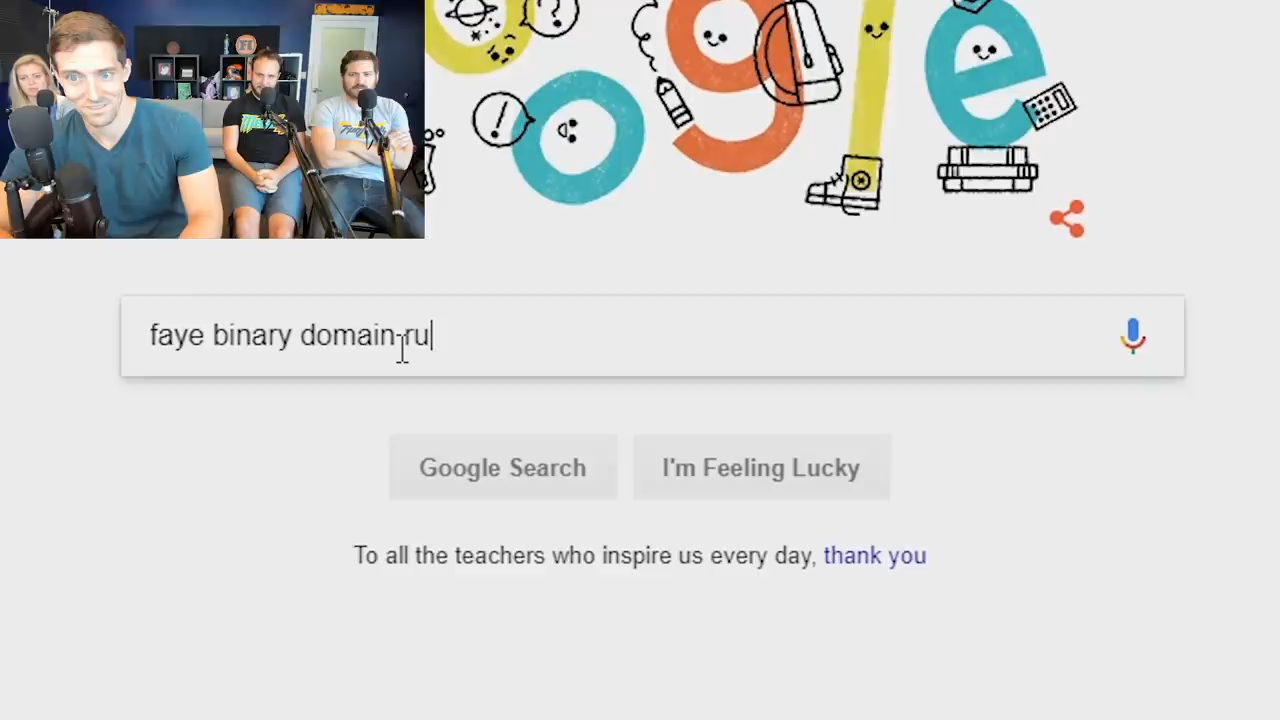 ogle
faye binary domain ru
Google Search
I'm Feeling Lucky
To all the teachers who inspire us every day, thank you